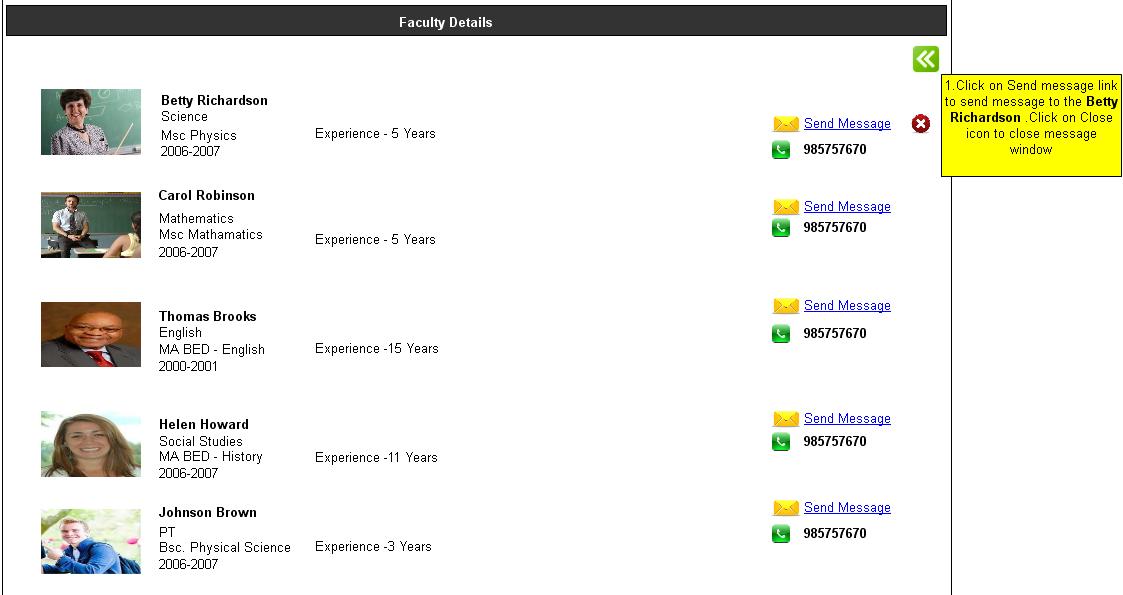 Faculty Details
1.Click on Send message link
to send message to the Betty
Richardson .Click on Close
icon to close message
window
Betty Richardson
Science
Msc Physics
2006-2007
Experience - 5 Years
Send Message
985757670
Carol Robinson
Mathematics
Msc Mathamatics
2006-2007
Experience - 5 Years
Send Message
985757670
Thomas Brooks
English
MA BED - English
2000-2001
Experience -15 Years
Send Message
985757670
Helen Howard
Social Studies
MA BED - History
2006-2007
Experience -11 Years
Send Message
985757670
Johnson Brown
PT
Bsc. Physical Science
2006-2007
Experience -3 Years
Send Message
985757670